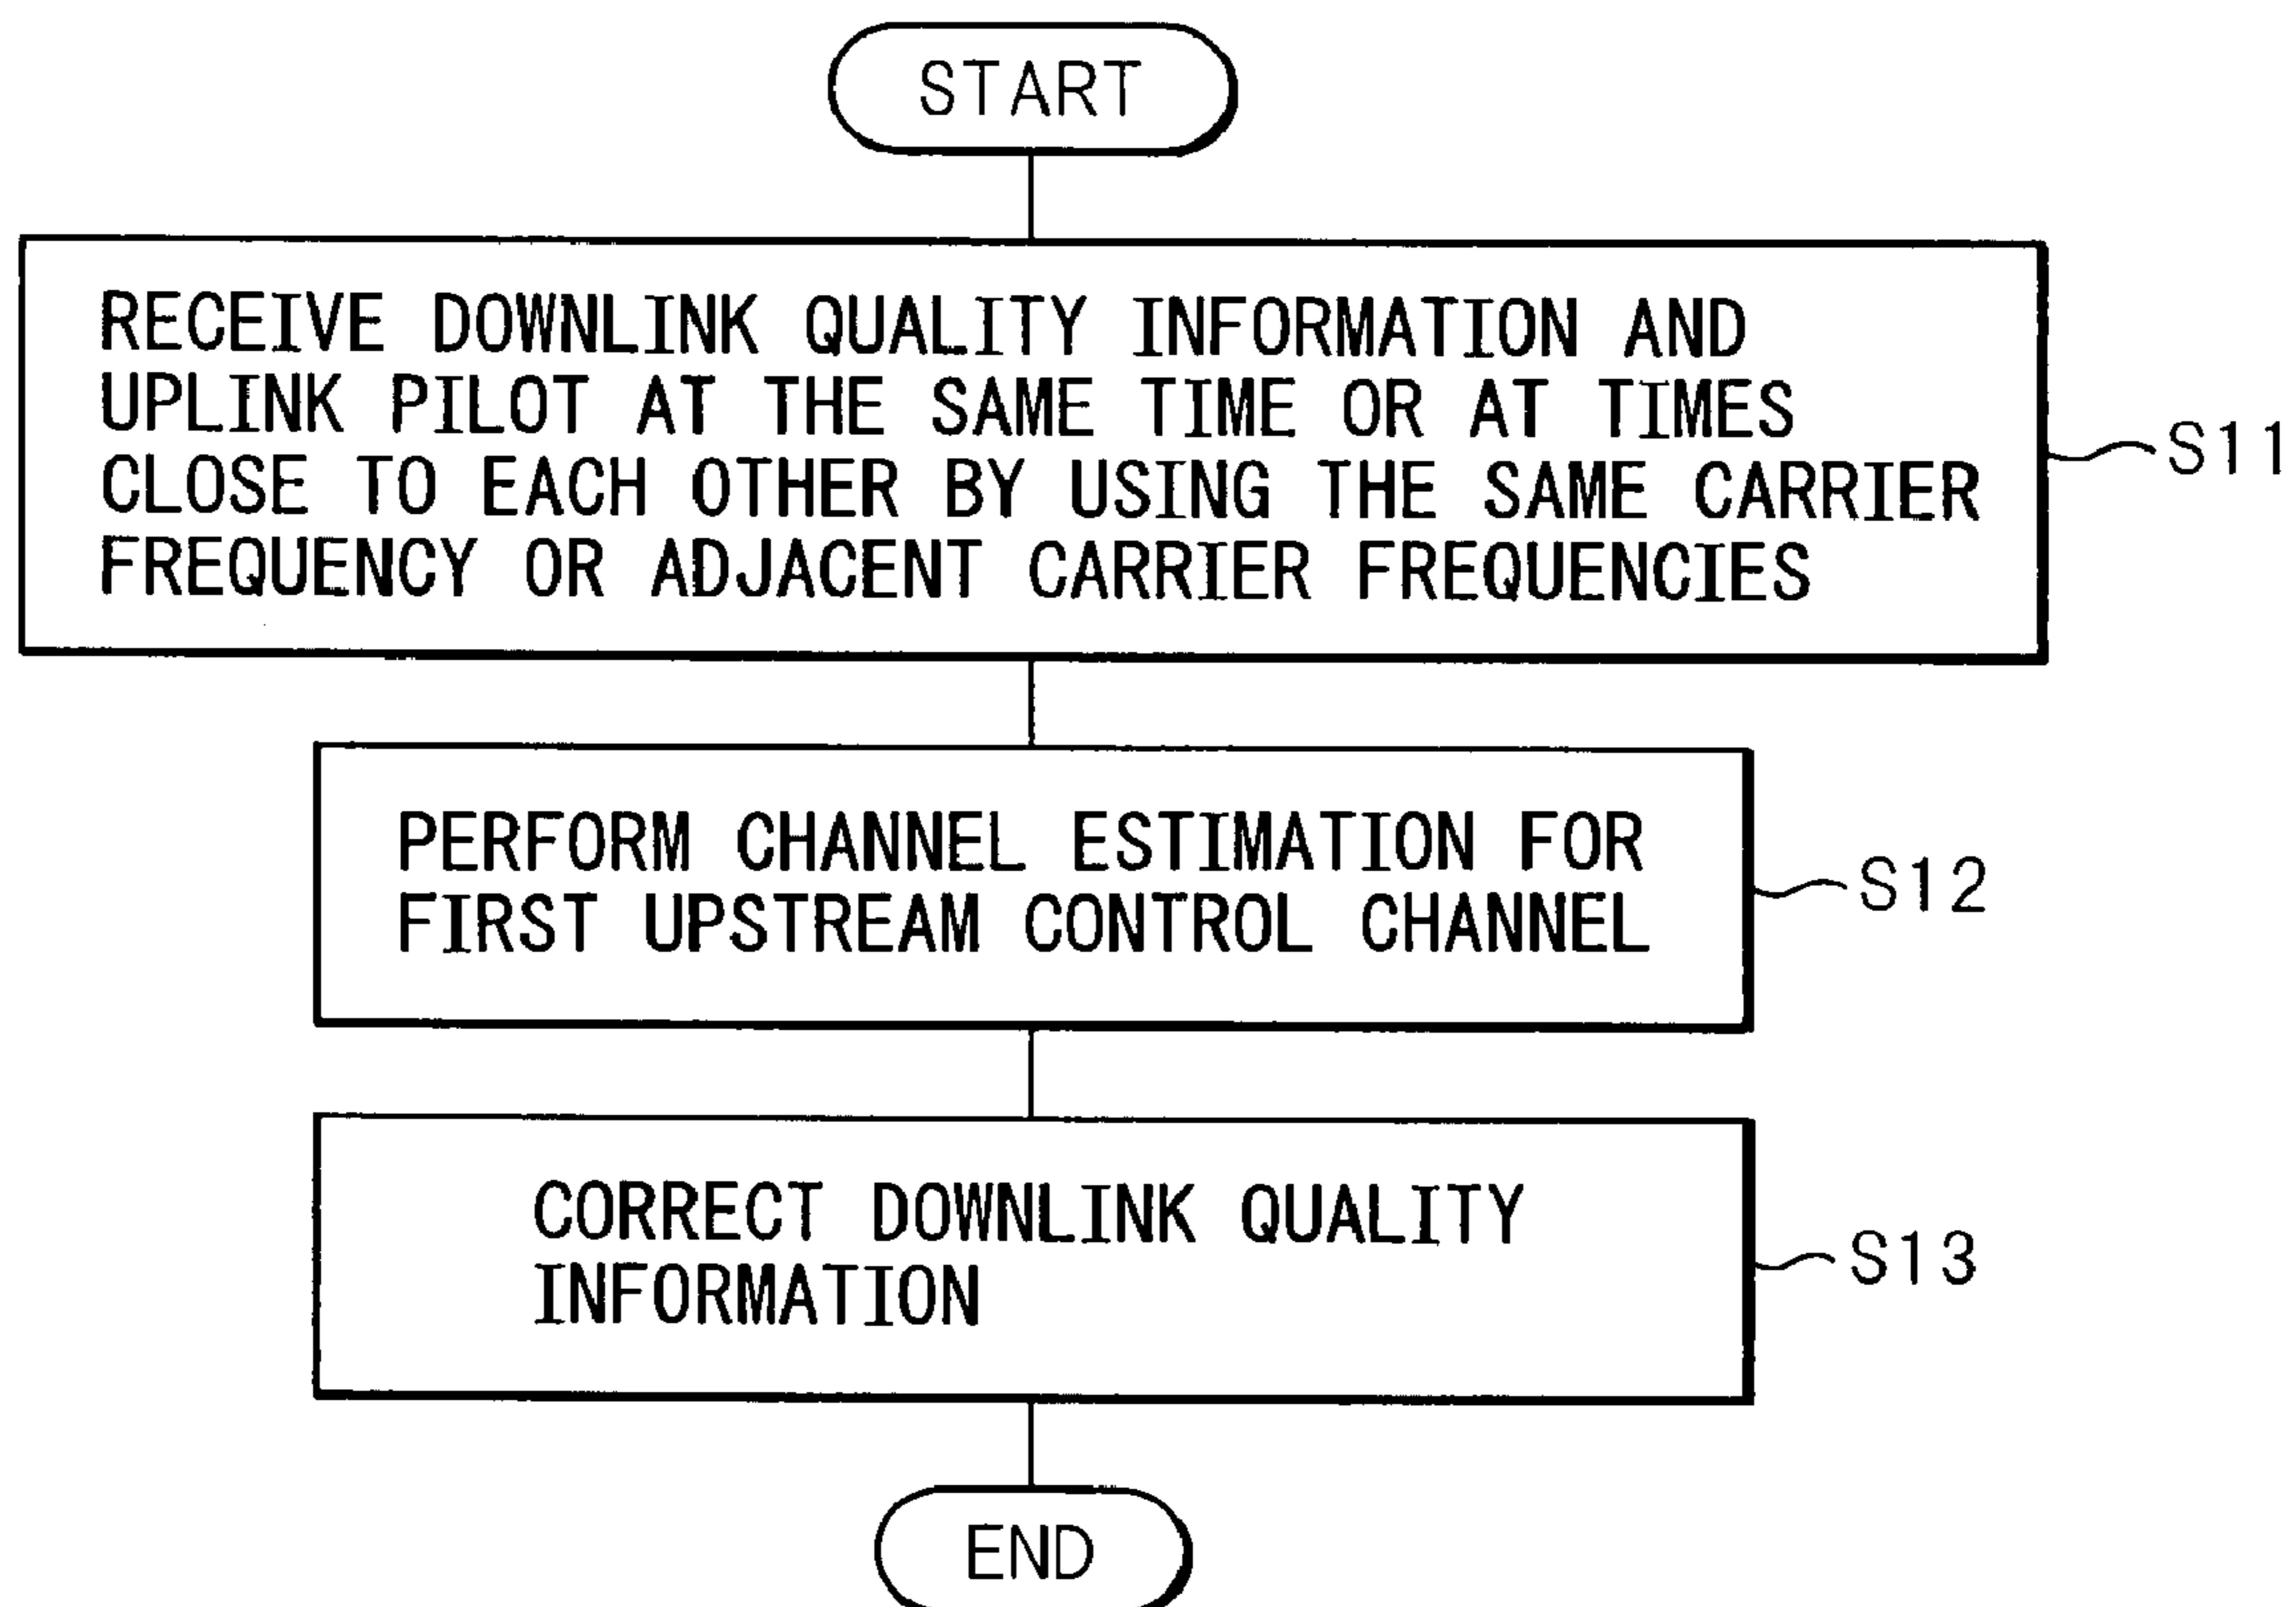 START
RECEIVE DOWNLINK QUALITY INFORMATION AND
UPLINK PILOT AT THE SAME TIME OR AT TIMES
CLOSE TO EACH OTHER BY USING THE SAME CARRIER
FREQUENCY OR ADJACENT CARRIER FREQUENCIES
S11
PERFORM CHANNEL ESTIMATION FOR
FIRST UPSTREAM CONTROL CHANNEL
S12
CORRECT DOWNLINK QUALITY
INFORMATION
S13
END